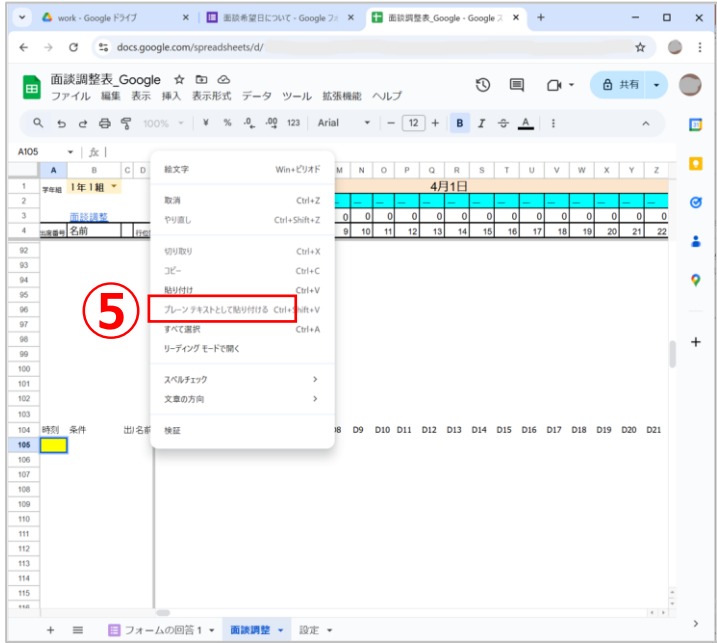 work - Google ドライブ
面談希望日について - Google フォ
面談調整表_Google - Google ス
docs.google.com/spreadsheets/d/
面談調整表_Google
ファイル 編集 表示 挿入 表示形式 データ ツール 拡張機能 ヘルプ
共有
100% ¥ % .0 .00 123 Arial 12 B I A
A105 fx
A B C D M N O P Q R S T U V W X Y Z
1 学年組 1年1組 4月1日
2
3 面談調整 0 0 0 0 0 0 0 0 0 0 0 0 0 0
4 出席番号 名前 9 10 11 12 13 14 15 16 17 18 19 20 21 22
絵文字 Win+ピリオド
取消 Ctrl+Z
やり直し Ctrl+Shift+Z
切り取り Ctrl+X
コピー Ctrl+C
貼り付け Ctrl+V
プレーン テキストとして貼り付ける Ctrl+Shift+V
すべて選択 Ctrl+A
リーディング モードで開く
スペルチェック
文章の方向
検証
⑤
92
93
94
95
96
97
98
99
100
101
102
103
104 時刻 条件 出 名前 D9 D10 D11 D12 D13 D14 D15 D16 D17 D18 D19 D20 D21
105
106
107
108
109
110
111
112
113
114
115
116
フォームの回答 1 面談調整 設定